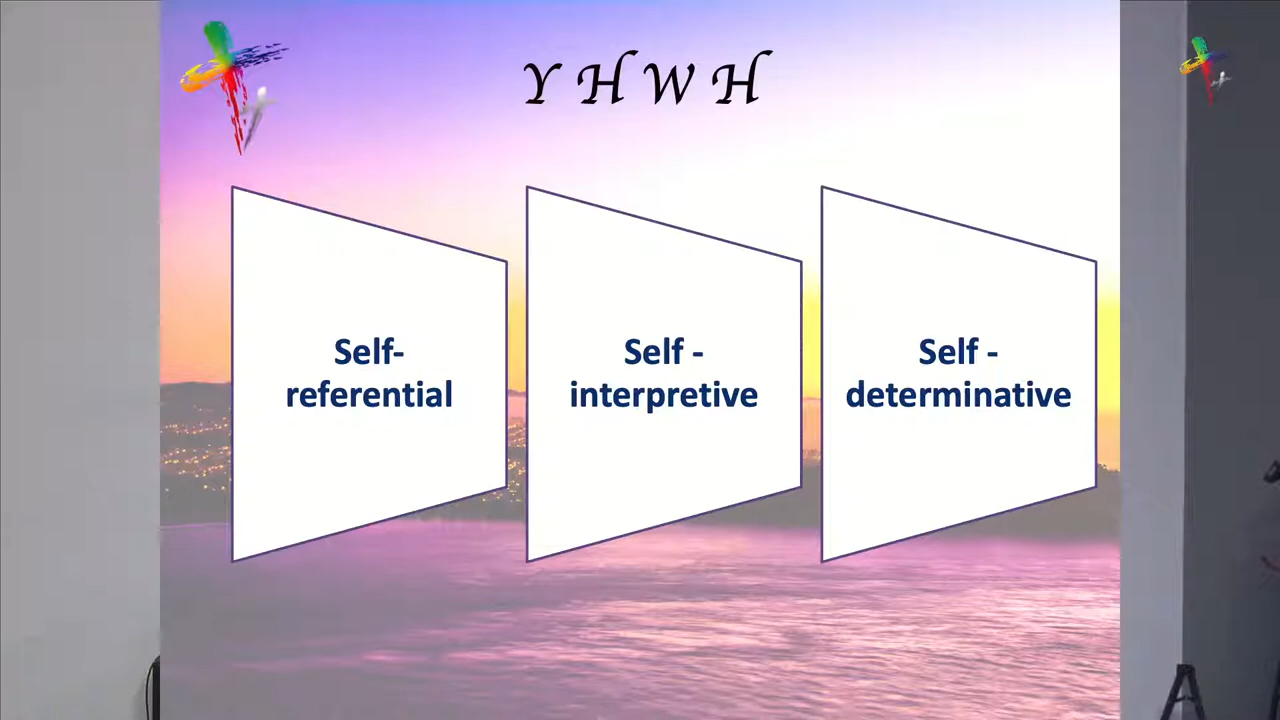 Y H W H
Self-
referential
Self -
interpretive
Self -
determinative